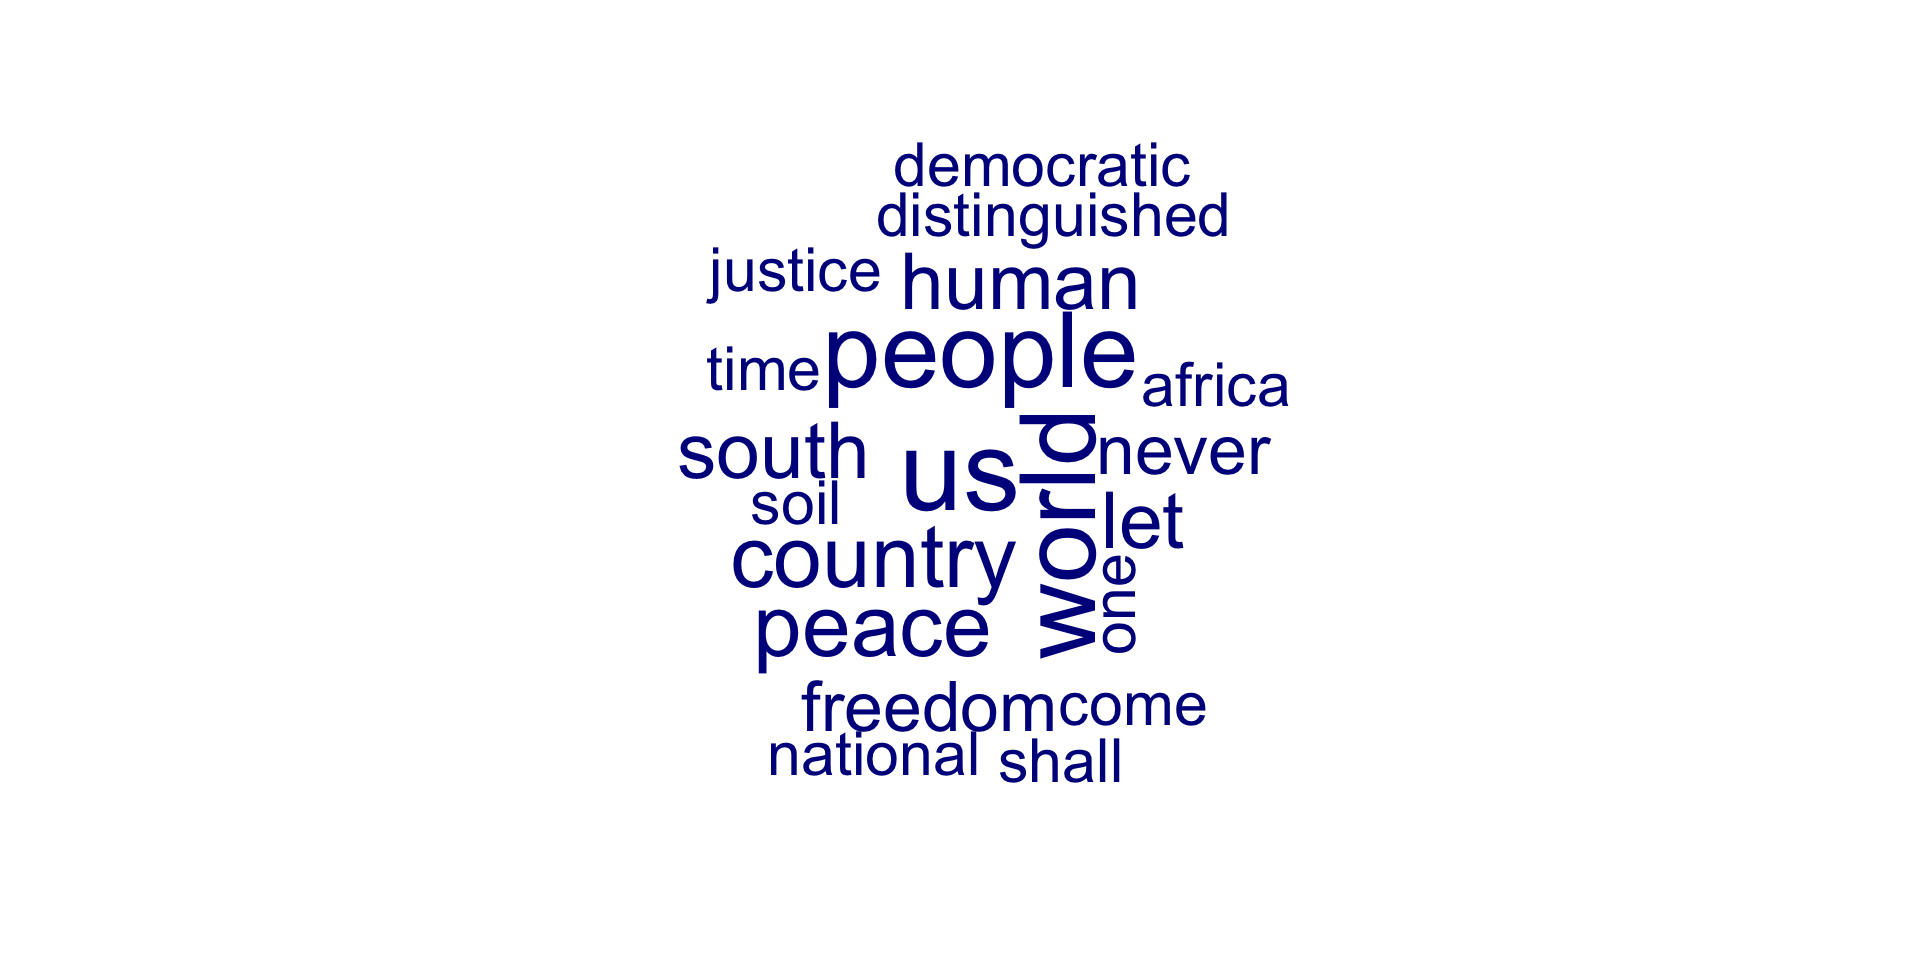 democratic
distinguished
justice human
time people africa
south us world never
soil let
country one
peace
freedom come
national shall